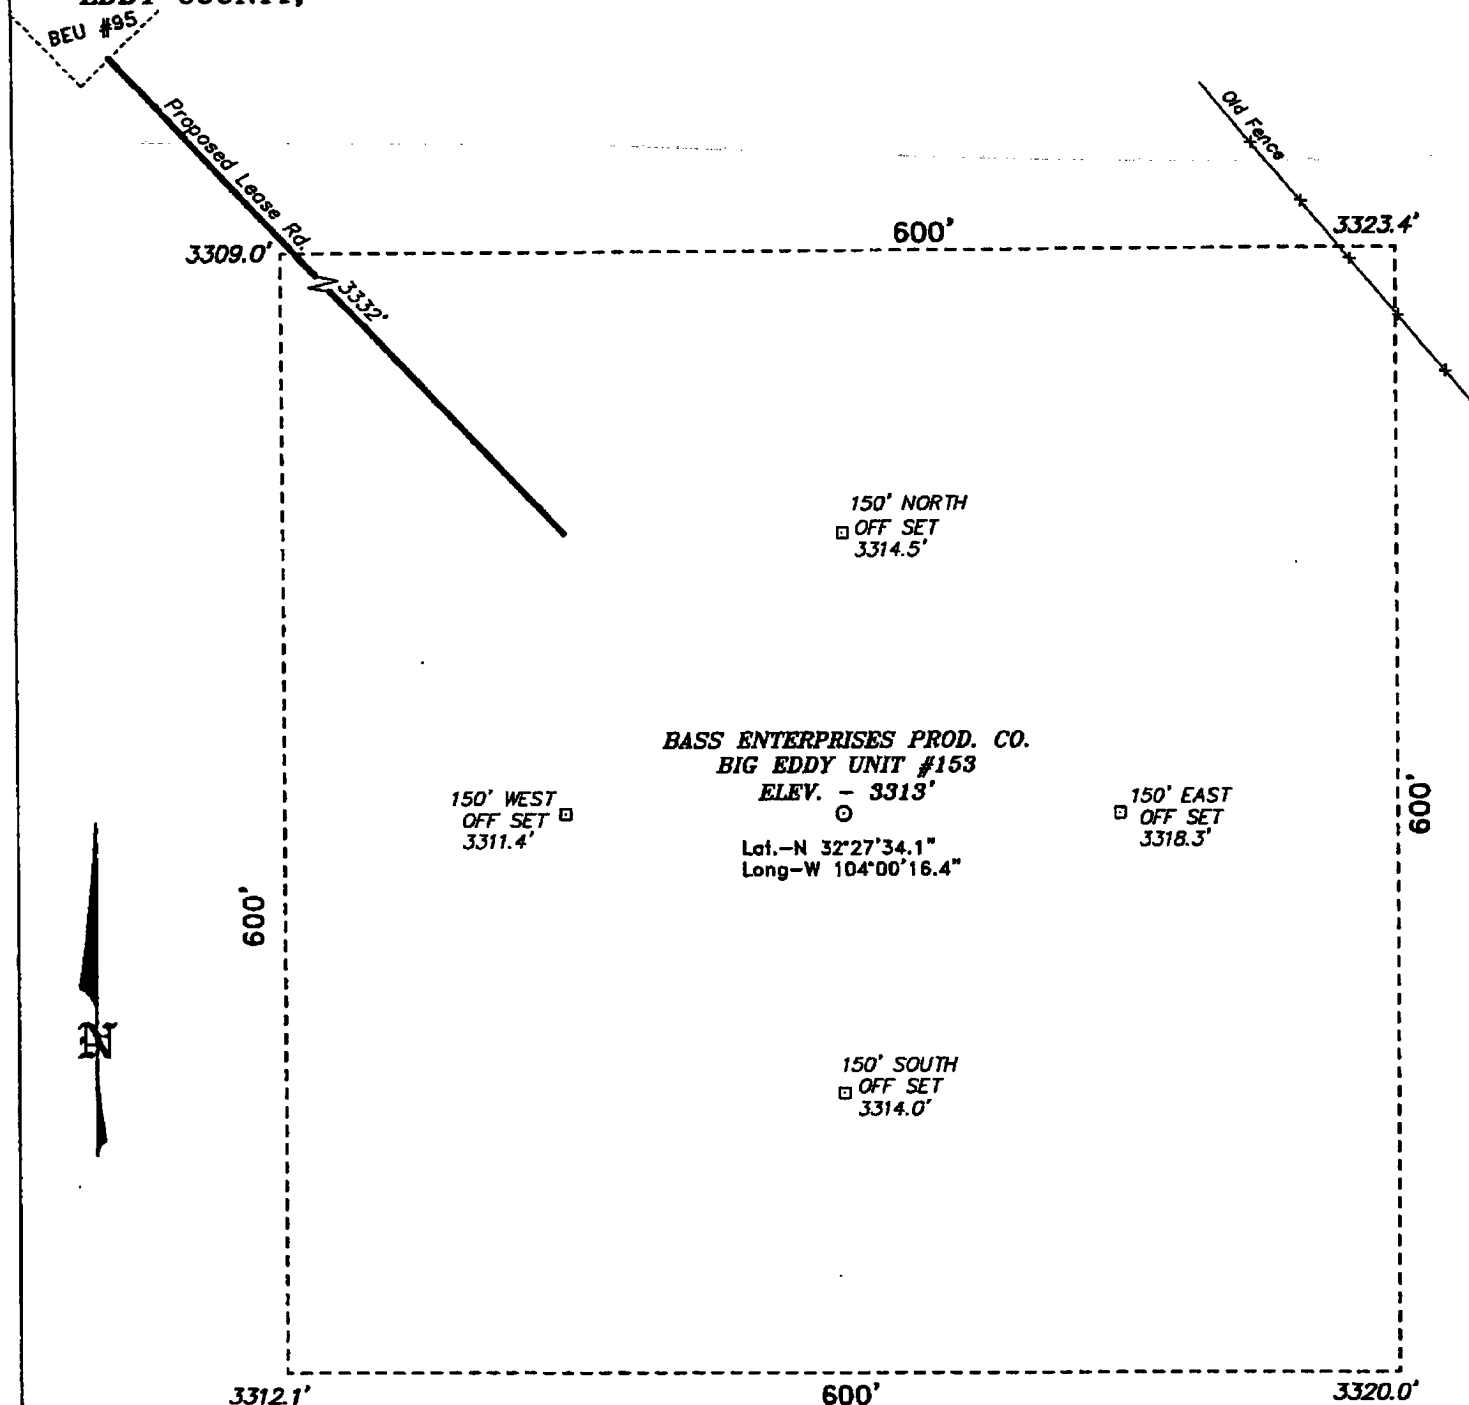 EDDY COUNTY,
BEU #95
Proposed Lease Rd.
3332'
Old Fence
3309.0'
600'
3323.4'
150' NORTH
OFF SET
3314.5'
BASS ENTERPRISES PROD. CO.
BIG EDDY UNIT #153
ELEV. - 3313'
Lat.-N 32°27'34.1"
Long-W 104°00'16.4"
150' WEST
OFF SET
3311.4'
150' EAST
OFF SET
3318.3'
600'
600'
N
150' SOUTH
OFF SET
3314.0'
3312.1'
600'
3320.0'